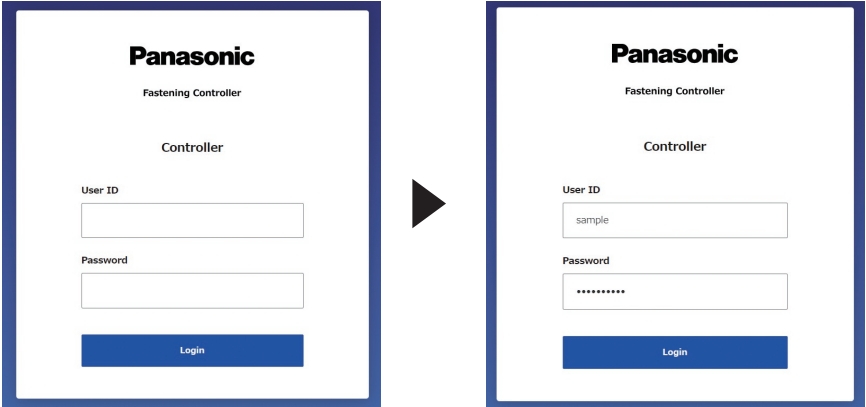 Panasonic
Fastening Controller
Controller
User ID
Password
Login
Panasonic
Fastening Controller
Controller
User ID
sample
Password
••••••••••
Login